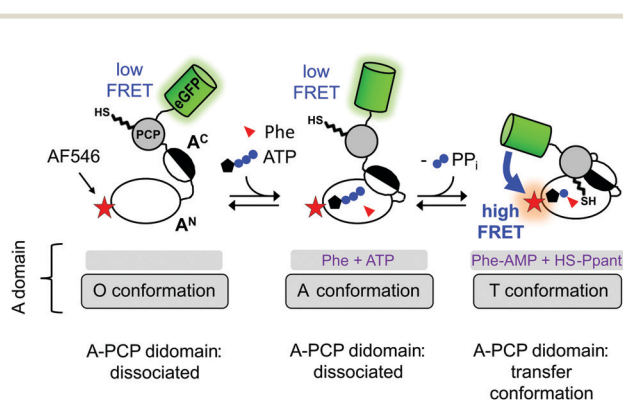 low
FRET
eGFP
HS
PCP
A^C
AF546
A^N
Phe
ATP
low
FRET
HS
- PPi
SH
high
FRET
A domain
Phe + ATP
Phe-AMP + HS-Ppant
O conformation
A conformation
T conformation
A-PCP didomain:
dissociated
A-PCP didomain:
dissociated
A-PCP didomain:
transfer
conformation